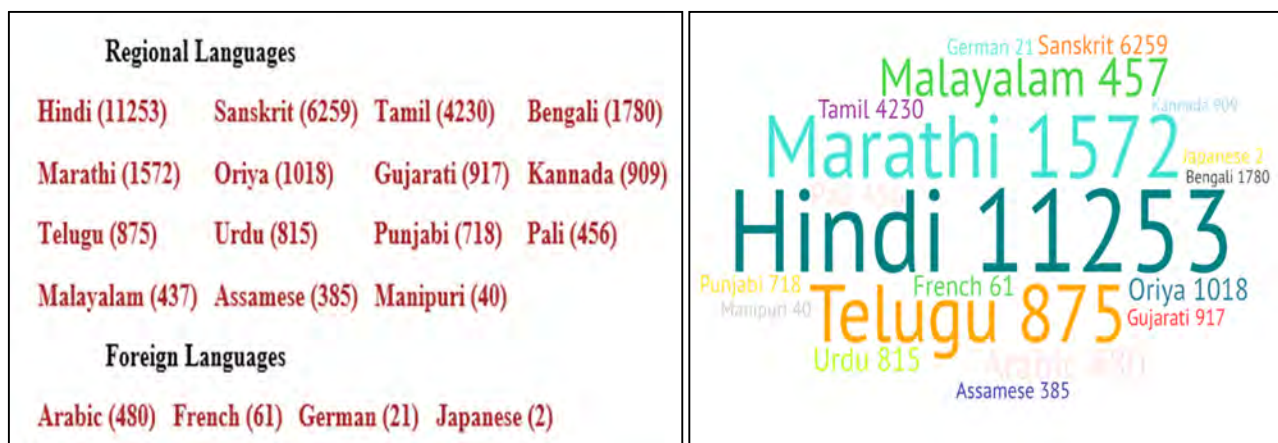 Regional Languages
Hindi (11253) Sanskrit (6259) Tamil (4230) Bengali (1780)
Marathi (1572) Oriya (1018) Gujarati (917) Kannada (909)
Telugu (875) Urdu (815) Punjabi (718) Pali (456)
Malayalam (437) Assamese (385) Manipuri (40)
Foreign Languages
Arabic (480) French (61) German (21) Japanese (2)
German 21 Sanskrit 6259
Malayalam 457
Tamil 4230 Kannada 909
Marathi 1572
Japanese 2
Bengali 1780
Pali 456
Hindi 11253
Punjabi 718 French 61 Oriya 1018
Manipuri 40 Telugu 875 Gujarati 917
Urdu 815 Arabic 480
Assamese 385